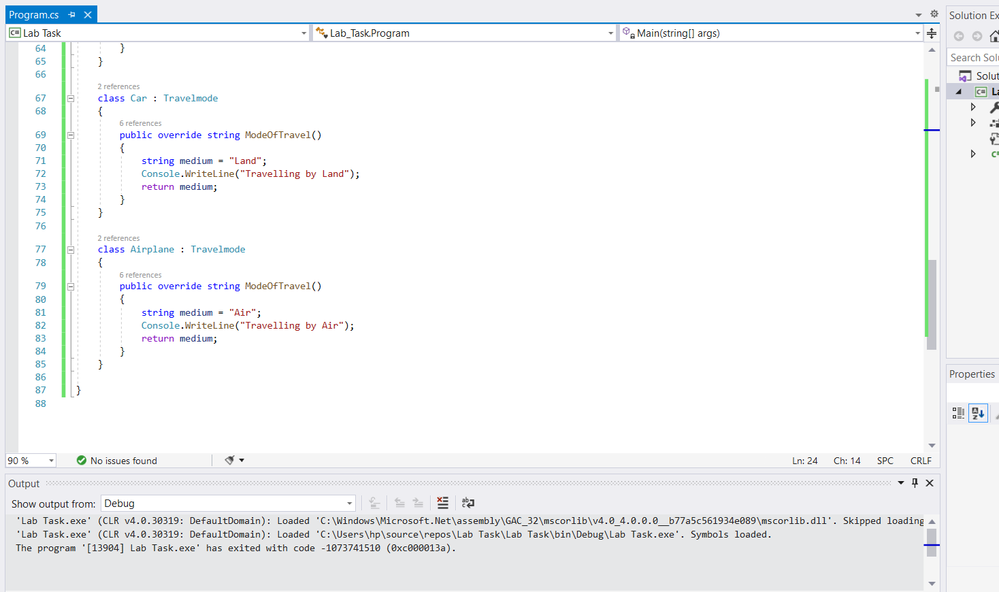 Program.cs
Solution Ex
C# Lab Task
Lab_Task.Program
Main(string[] args)
Search Solu
Solut
C# La
64 }
65 }
66
2 references
67 class Car : Travelmode
68 {
6 references
69 public override string ModeOfTravel()
70 {
71 string medium = "Land";
72 Console.WriteLine("Travelling by Land");
73 return medium;
74 }
75 }
76
2 references
77 class Airplane : Travelmode
78 {
6 references
79 public override string ModeOfTravel()
80 {
81 string medium = "Air";
82 Console.WriteLine("Travelling by Air");
83 return medium;
84 }
85 }
86
87 }
88
Properties
90 %
No issues found
Ln: 24 Ch: 14 SPC CRLF
Output
Show output from: Debug
'Lab Task.exe' (CLR v4.0.30319: DefaultDomain): Loaded 'C:\Windows\Microsoft.Net\assembly\GAC_32\mscorlib\v4.0_4.0.0.0__b77a5c561934e089\mscorlib.dll'. Skipped loading
'Lab Task.exe' (CLR v4.0.30319: DefaultDomain): Loaded 'C:\Users\hp\source\repos\Lab Task\Lab Task\bin\Debug\Lab Task.exe'. Symbols loaded.
The program '[13904] Lab Task.exe' has exited with code -1073741510 (0xc000013a).